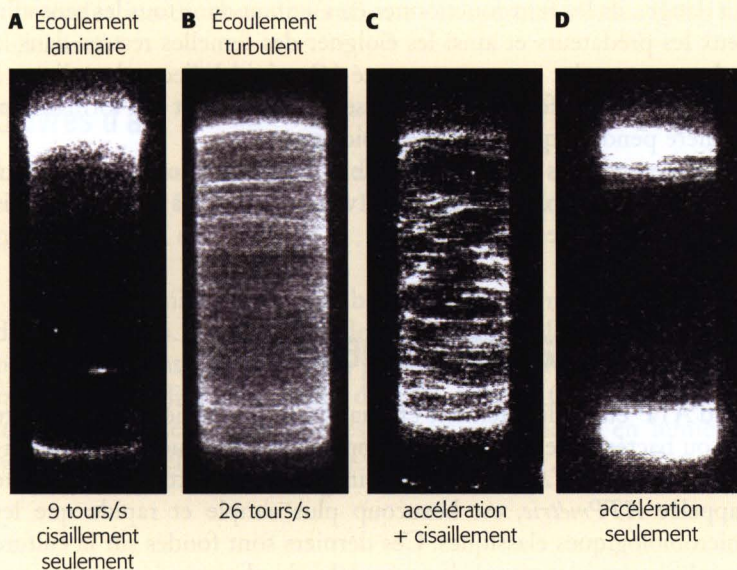 A Écoulement
laminaire
B Écoulement
turbulent
C
D
9 tours/s
cisaillement
seulement
26 tours/s
accélération
+ cisaillement
accélération
seulement